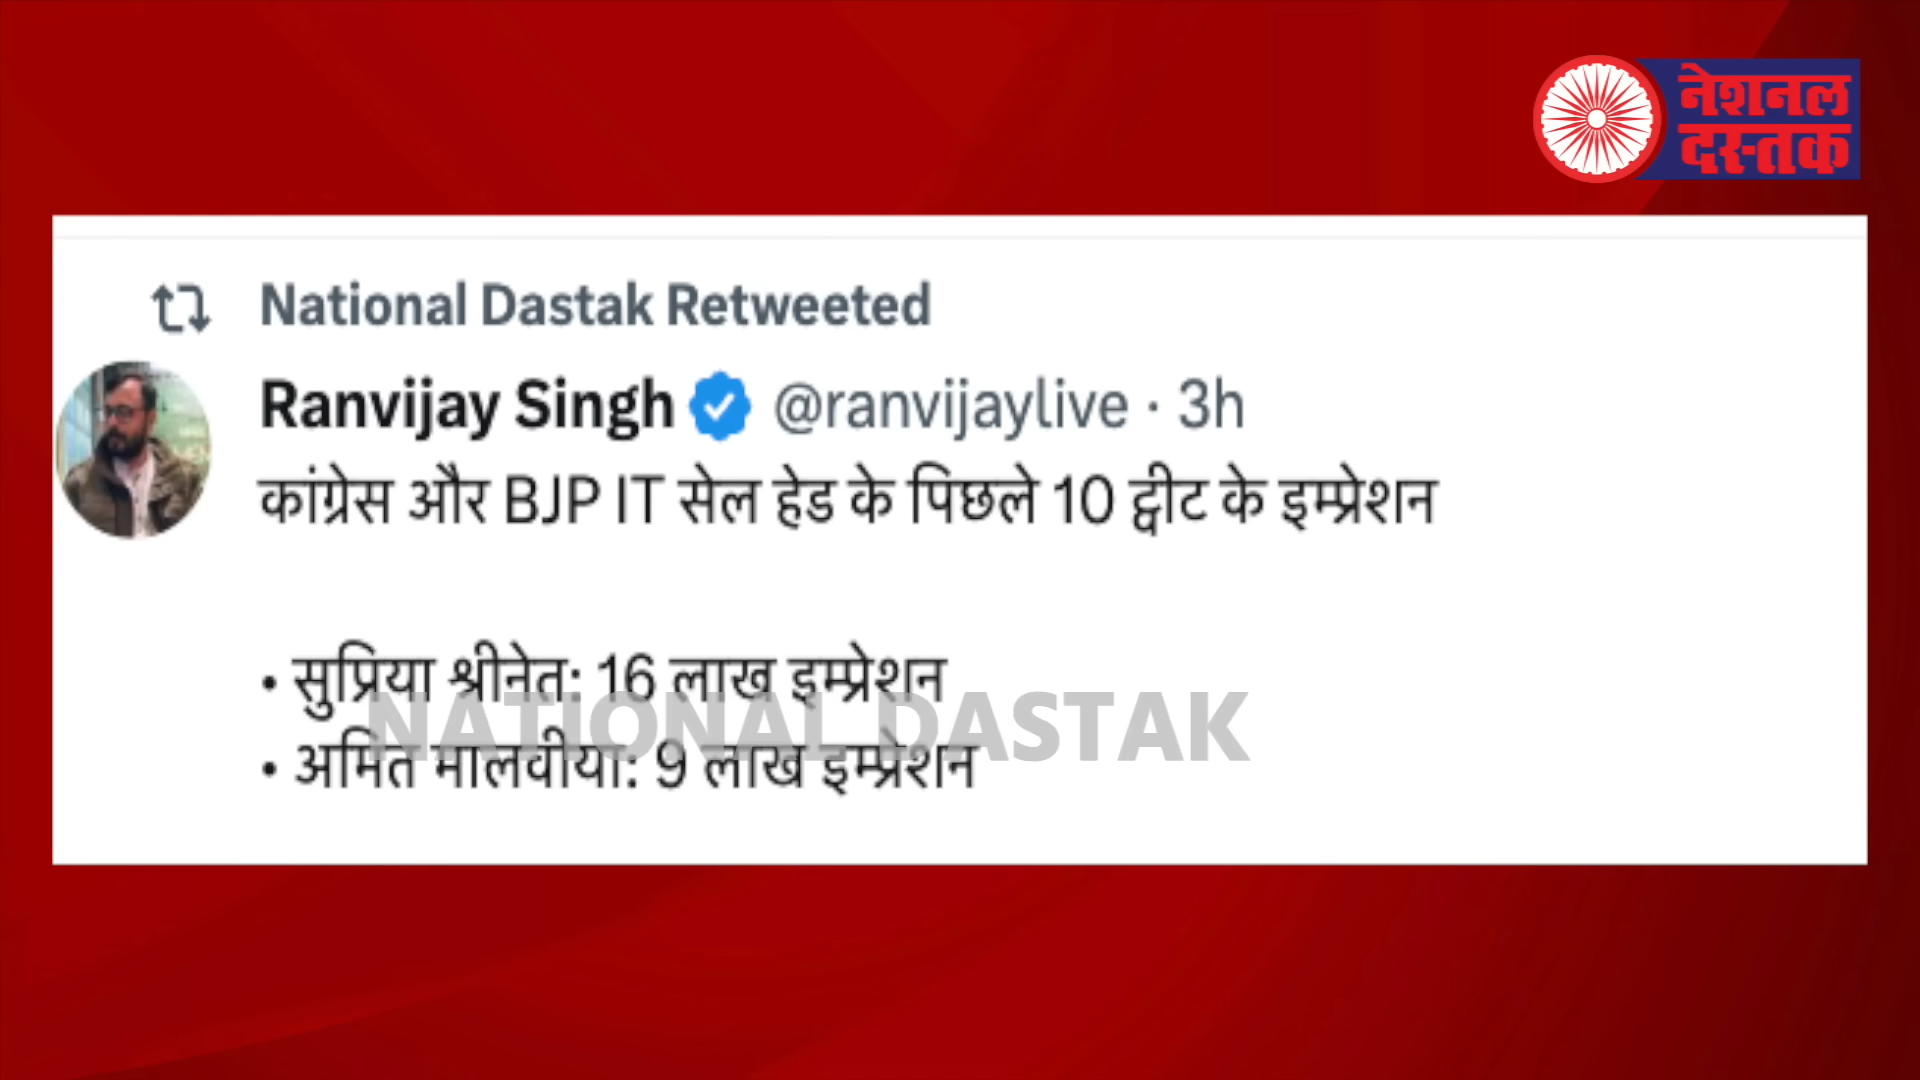 नेशनल
दस्तक
National Dastak Retweeted
Ranvijay Singh @ranvijaylive · 3h
कांग्रेस और BJP IT सेल हेड के पिछले 10 ट्वीट के इम्प्रेशन
• सुप्रिया श्रीनेत: 16 लाख इम्प्रेशन
NATIONAL DASTAK
• अमित मालवीया: 9 लाख इम्प्रेशन